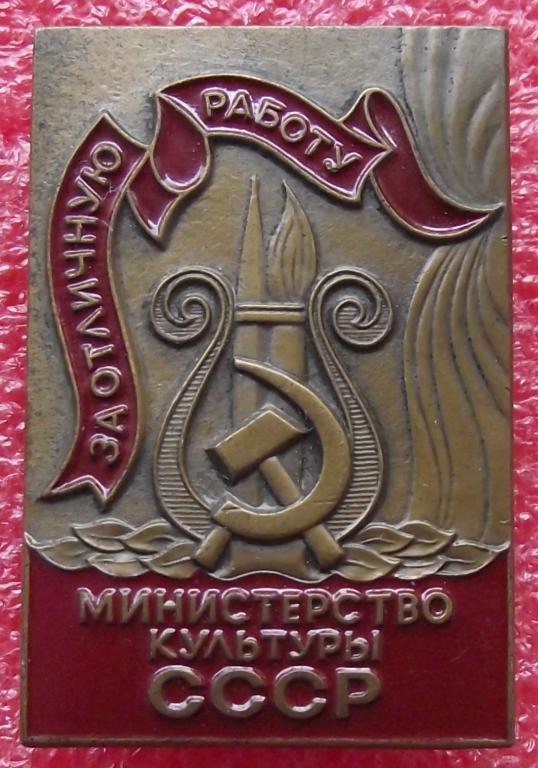 ЗА ОТЛИЧНУЮ
РАБОТУ
МИНИСТЕРСТВО
КУЛЬТУРЫ
СССР